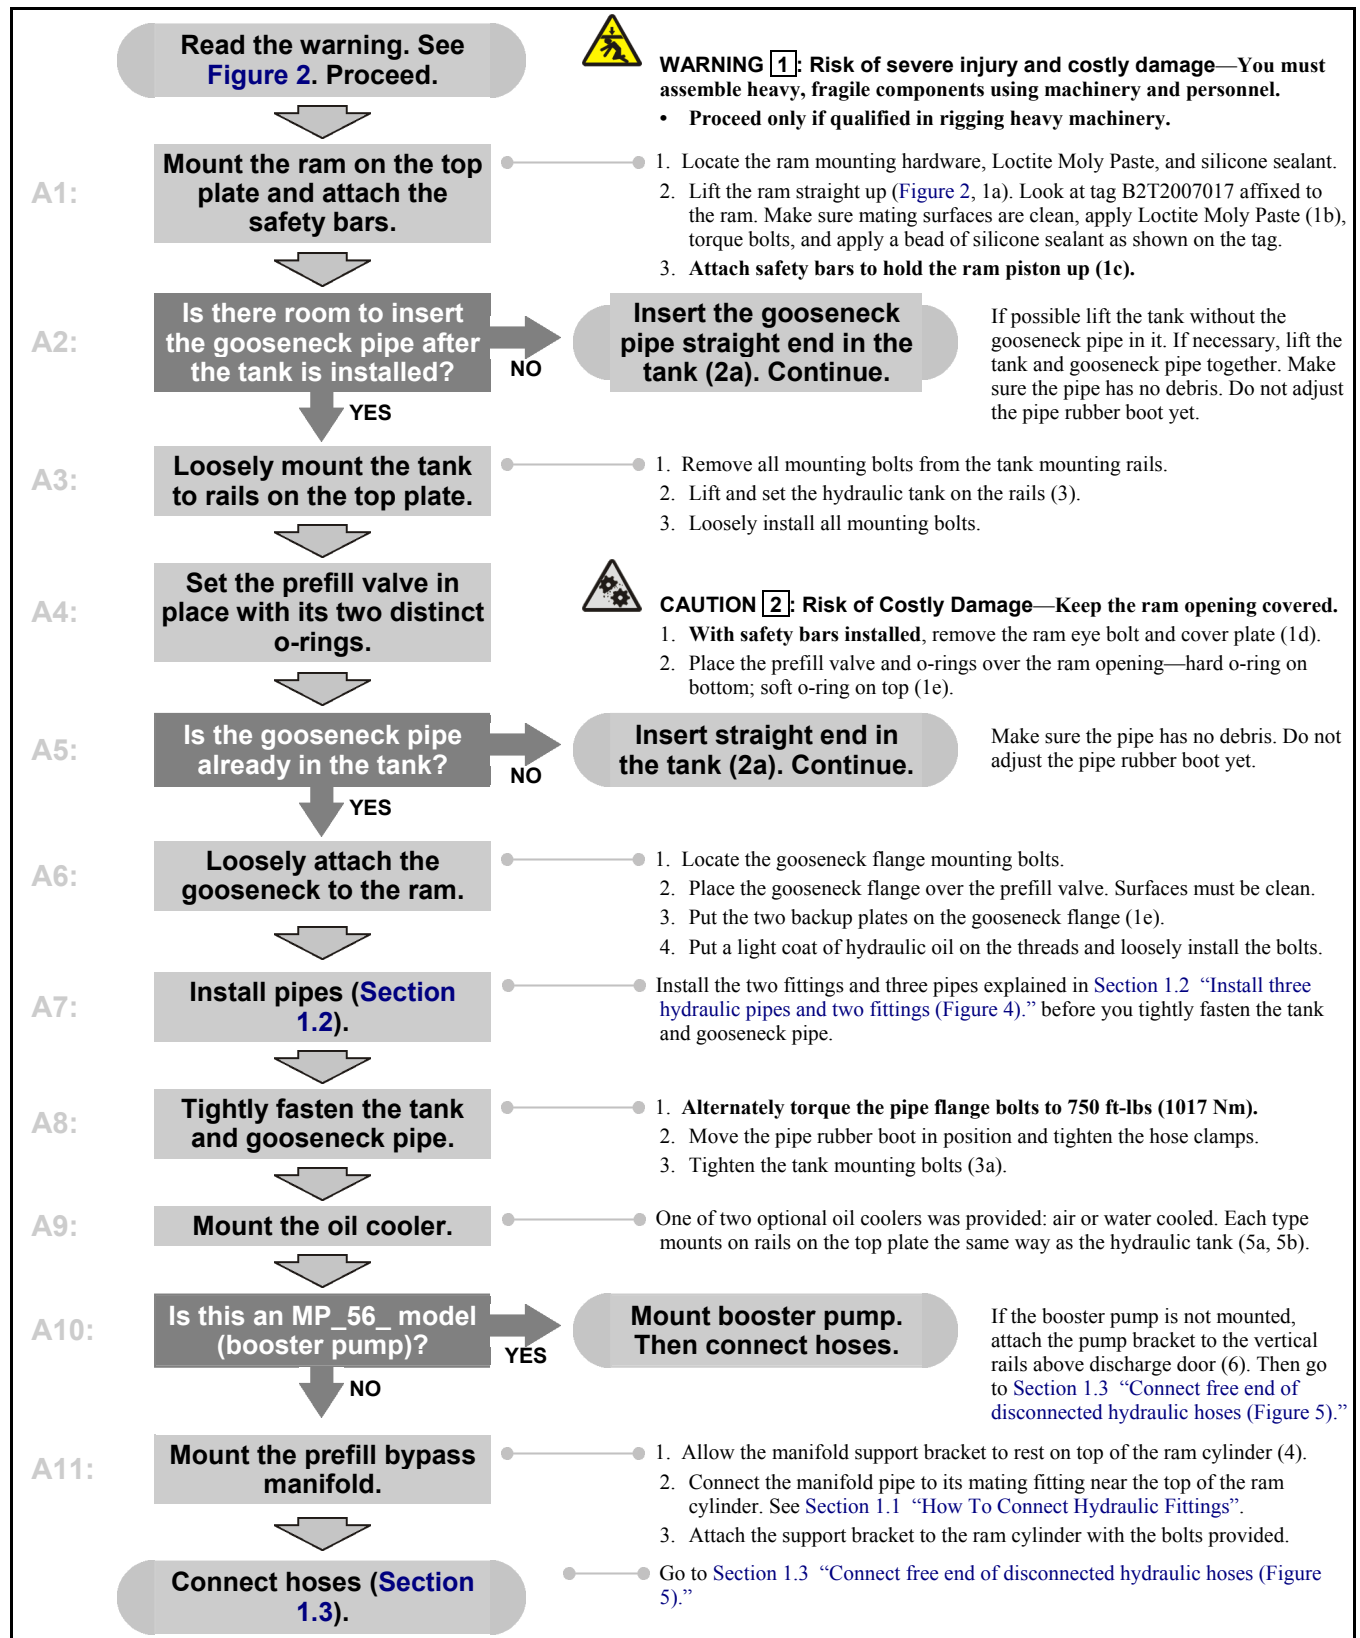 Read the warning. See
Figure 2. Proceed.
WARNING 1: Risk of severe injury and costly damage—You must
assemble heavy, fragile components using machinery and personnel.
• Proceed only if qualified in rigging heavy machinery.
A1:
Mount the ram on the top
plate and attach the
safety bars.
1. Locate the ram mounting hardware, Loctite Moly Paste, and silicone sealant.
2. Lift the ram straight up (Figure 2, 1a). Look at tag B2T2007017 affixed to
the ram. Make sure mating surfaces are clean, apply Loctite Moly Paste (1b),
torque bolts, and apply a bead of silicone sealant as shown on the tag.
3. Attach safety bars to hold the ram piston up (1c).
A2:
Is there room to insert
the gooseneck pipe after
the tank is installed?
NO
YES
Insert the gooseneck
pipe straight end in the
tank (2a). Continue.
If possible lift the tank without the
gooseneck pipe in it. If necessary, lift the
tank and gooseneck pipe together. Make
sure the pipe has no debris. Do not adjust
the pipe rubber boot yet.
A3:
Loosely mount the tank
to rails on the top plate.
1. Remove all mounting bolts from the tank mounting rails.
2. Lift and set the hydraulic tank on the rails (3).
3. Loosely install all mounting bolts.
A4:
Set the prefill valve in
place with its two distinct
o-rings.
CAUTION 2: Risk of Costly Damage—Keep the ram opening covered.
1. With safety bars installed, remove the ram eye bolt and cover plate (1d).
2. Place the prefill valve and o-rings over the ram opening—hard o-ring on
bottom; soft o-ring on top (1e).
A5:
Is the gooseneck pipe
already in the tank?
NO
YES
Insert straight end in
the tank (2a). Continue.
Make sure the pipe has no debris. Do not
adjust the pipe rubber boot yet.
A6:
Loosely attach the
gooseneck to the ram.
1. Locate the gooseneck flange mounting bolts.
2. Place the gooseneck flange over the prefill valve. Surfaces must be clean.
3. Put the two backup plates on the gooseneck flange (1e).
4. Put a light coat of hydraulic oil on the threads and loosely install the bolts.
A7:
Install pipes (Section
1.2).
Install the two fittings and three pipes explained in Section 1.2 “Install three
hydraulic pipes and two fittings (Figure 4).” before you tightly fasten the tank
and gooseneck pipe.
A8:
Tightly fasten the tank
and gooseneck pipe.
1. Alternately torque the pipe flange bolts to 750 ft-lbs (1017 Nm).
2. Move the pipe rubber boot in position and tighten the hose clamps.
3. Tighten the tank mounting bolts (3a).
A9:
Mount the oil cooler.
One of two optional oil coolers was provided: air or water cooled. Each type
mounts on rails on the top plate the same way as the hydraulic tank (5a, 5b).
A10:
Is this an MP_56_ model
(booster pump)?
YES
NO
Mount booster pump.
Then connect hoses.
If the booster pump is not mounted,
attach the pump bracket to the vertical
rails above discharge door (6). Then go
to Section 1.3 “Connect free end of
disconnected hydraulic hoses (Figure 5).”
A11:
Mount the prefill bypass
manifold.
1. Allow the manifold support bracket to rest on top of the ram cylinder (4).
2. Connect the manifold pipe to its mating fitting near the top of the ram
cylinder. See Section 1.1 “How To Connect Hydraulic Fittings”.
3. Attach the support bracket to the ram cylinder with the bolts provided.
Connect hoses (Section
1.3).
Go to Section 1.3 “Connect free end of disconnected hydraulic hoses (Figure
5).”